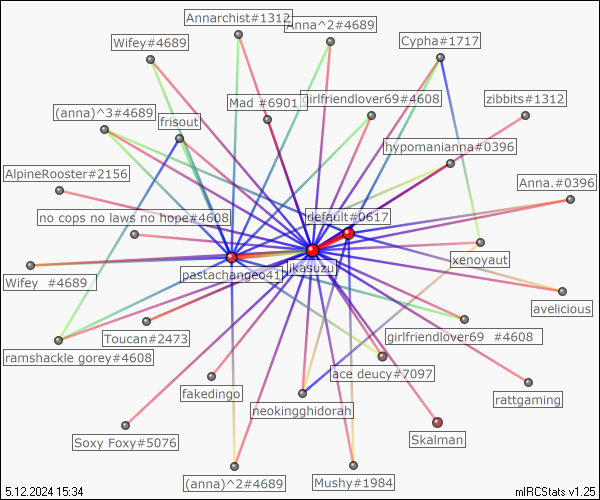 Annarchist#1312
Anna^2#4689
Wifey#4689
Cypha#1717
(anna)^3#4689
Mad #6901
girlfriendlover69#4608
zibbits#1312
frisout
hypomanianna#0396
AlpineRooster#2156
Anna.#0396
no cops no laws no hope#4608
default#0617
xenoyaut
pastachangeo41
jkasuzu
Wifey #4689
avelicious
Toucan#2473
girlfriendlover69 #4608
ramshackle gorey#4608
ace deucy#7097
fakedingo
rattgaming
neokingghidorah
Soxy Foxy#5076
Skalman
(anna)^2#4689
Mushy#1984
5.12.2024 15:34
mIRCStats v1.25